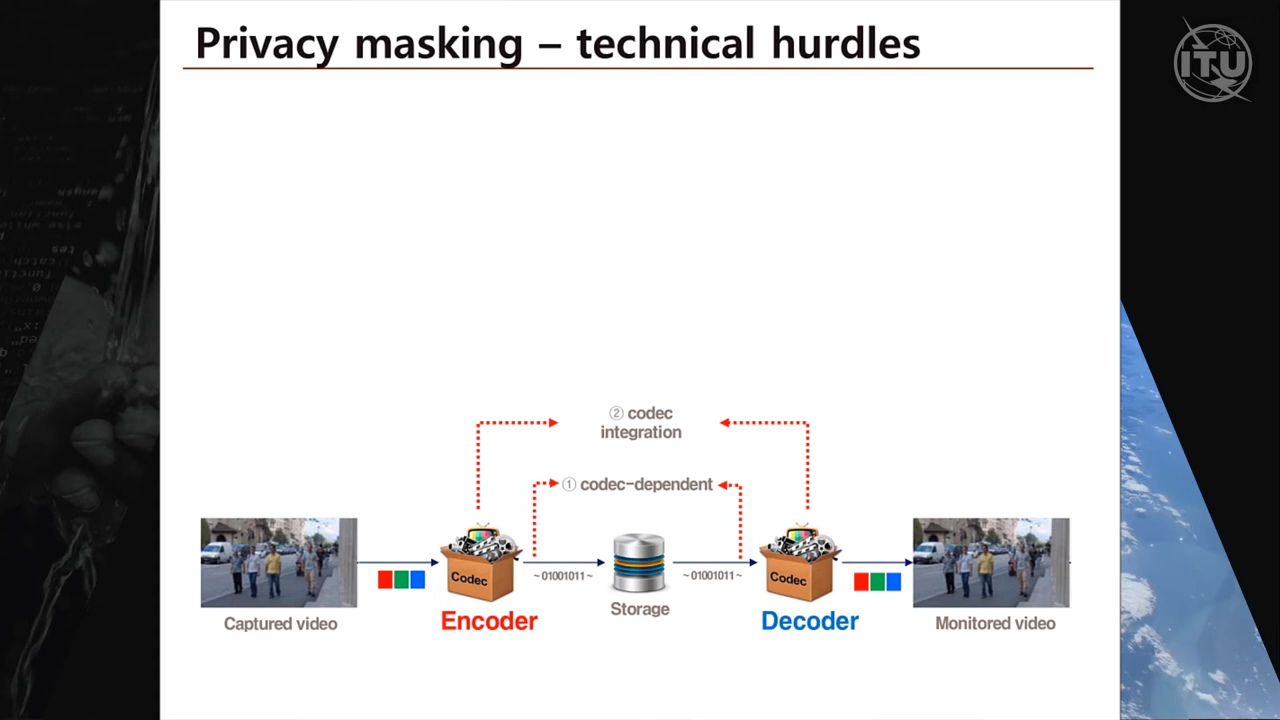 Privacy masking – technical hurdles
ITU
② codec
integration
① codec-dependent
Codec
~ 01001011 ~
~ 01001011 ~
Codec
Captured video
Encoder
Storage
Decoder
Monitored video